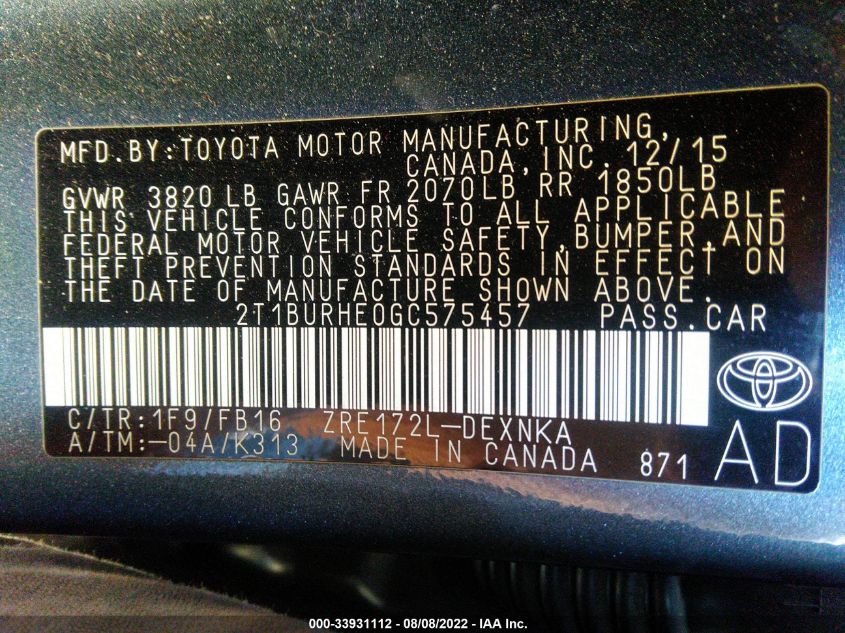 MFD.BY:TOYOTA MOTOR MANUFACTURING,
CANADA,INC. 12/15
GVWR 3820 LB GAWR FR 2070LB RR 1850LB
THIS VEHICLE CONFORMS TO ALL APPLICABLE
FEDERAL MOTOR VEHICLE SAFETY,BUMPER,AND
THEFT PREVENTION STANDARDS IN EFFECT ON
THE DATE OF MANUFACTURE SHOWN ABOVE.
2T1BURHE0GC575457 PASS.CAR
C/TR:1F9/FB16 ZRE172L-DEXNKA
A/TM:-04A/K313 MADE IN CANADA 871
AD
000-33931112 - 08/08/2022 - IAA Inc.